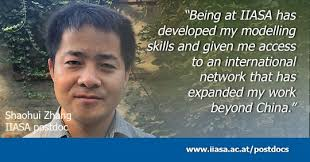 “Being at IIASA has
developed my modelling
skills and given me access
to an international
network that has
expanded my work
beyond China.”
Shaohui Zhang
IIASA postdoc
www.iiasa.ac.at/postdocs